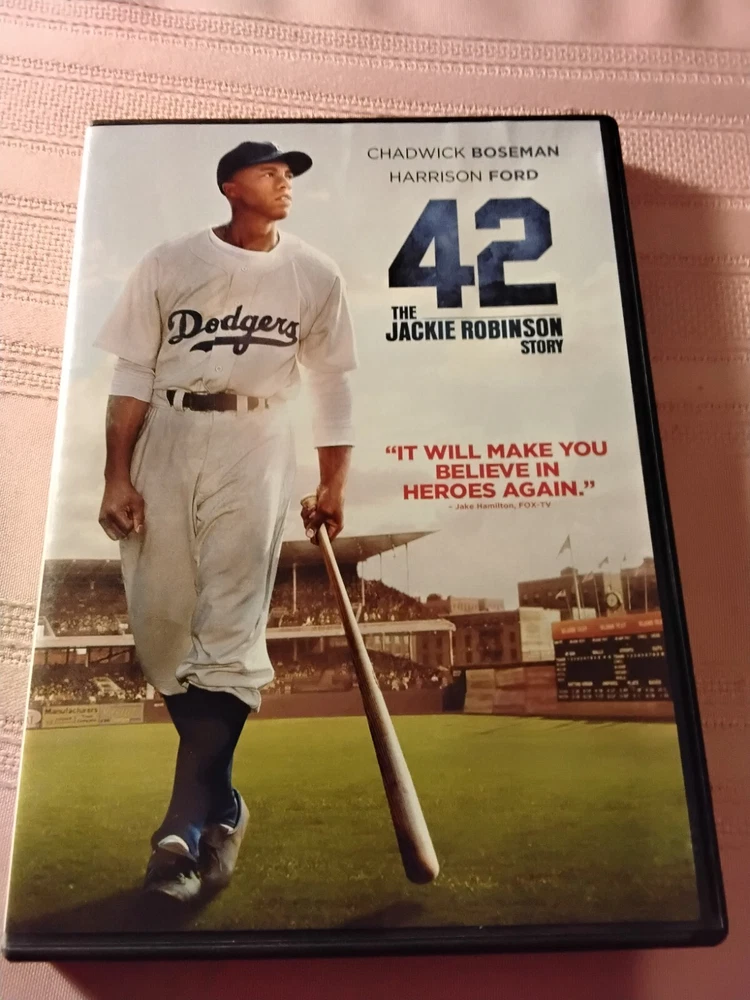 CHADWICK BOSEMAN
HARRISON FORD
42
THE
JACKIE ROBINSON
STORY
Dodgers
“IT WILL MAKE YOU
BELIEVE IN
HEROES AGAIN.”
- Jake Hamilton, FOX-TV
Manufacturers